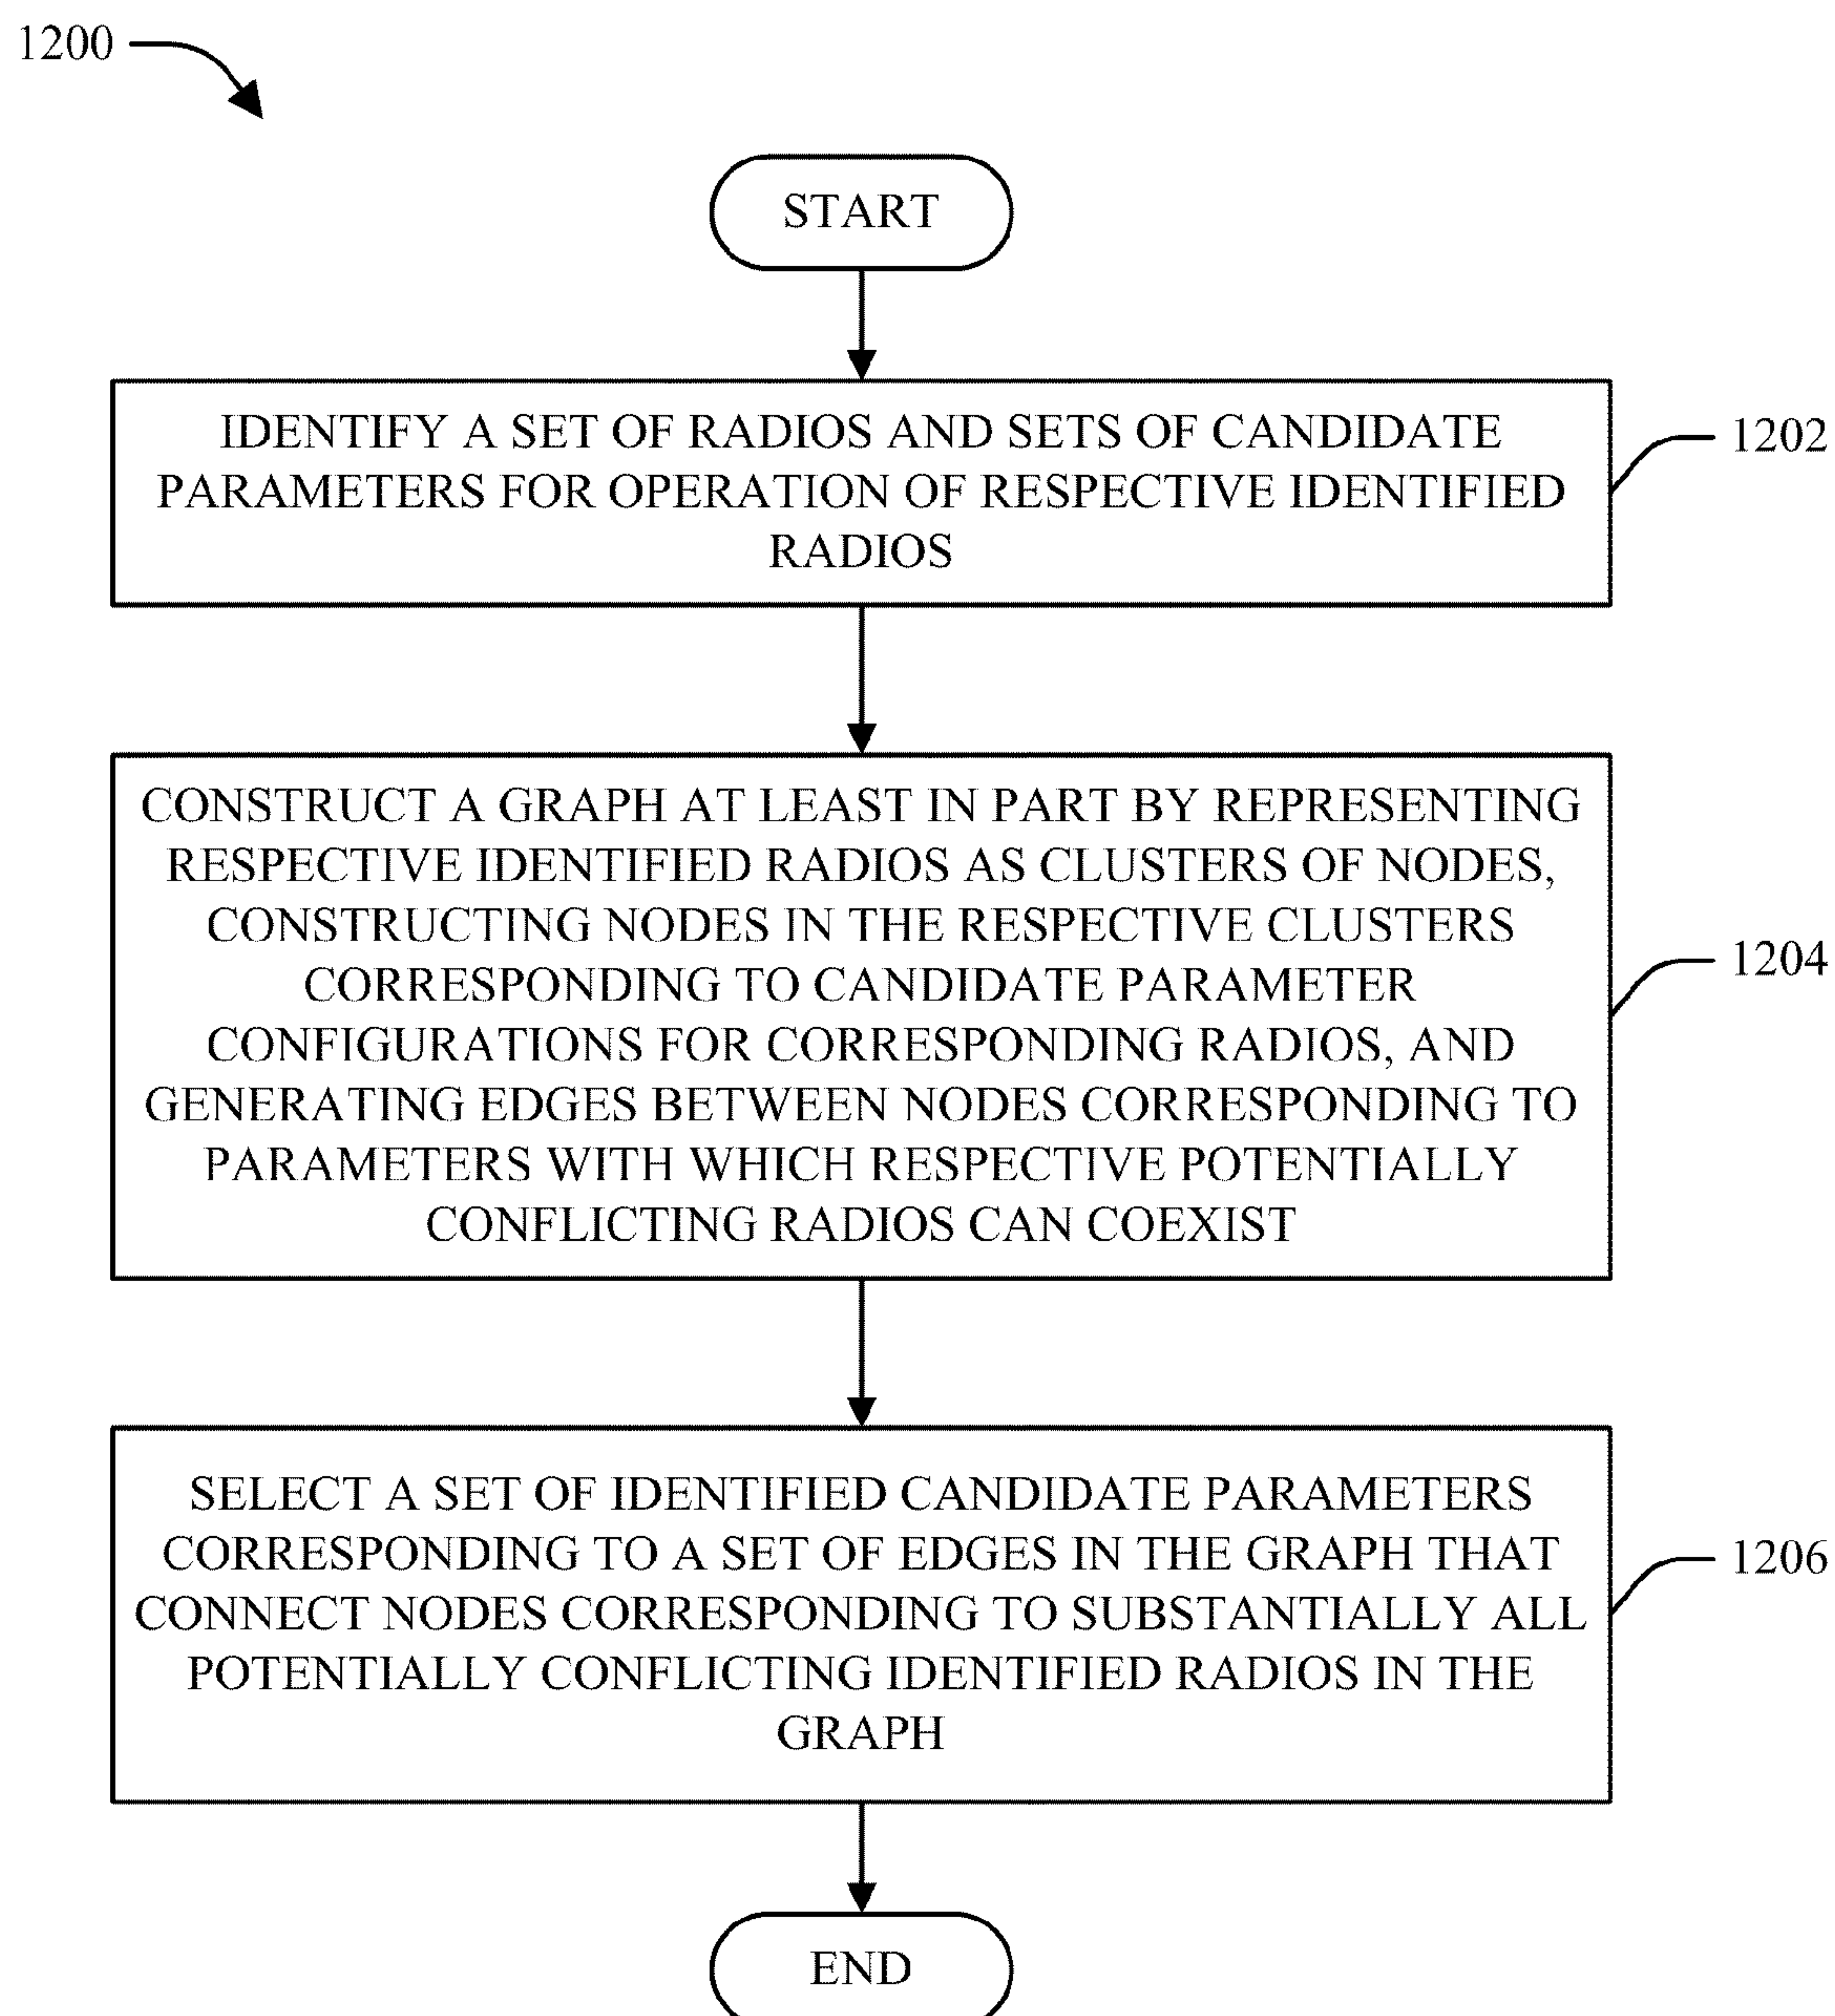 1200
START
IDENTIFY A SET OF RADIOS AND SETS OF CANDIDATE
PARAMETERS FOR OPERATION OF RESPECTIVE IDENTIFIED
RADIOS
1202
CONSTRUCT A GRAPH AT LEAST IN PART BY REPRESENTING
RESPECTIVE IDENTIFIED RADIOS AS CLUSTERS OF NODES,
CONSTRUCTING NODES IN THE RESPECTIVE CLUSTERS
CORRESPONDING TO CANDIDATE PARAMETER
CONFIGURATIONS FOR CORRESPONDING RADIOS, AND
GENERATING EDGES BETWEEN NODES CORRESPONDING TO
PARAMETERS WITH WHICH RESPECTIVE POTENTIALLY
CONFLICTING RADIOS CAN COEXIST
1204
SELECT A SET OF IDENTIFIED CANDIDATE PARAMETERS
CORRESPONDING TO A SET OF EDGES IN THE GRAPH THAT
CONNECT NODES CORRESPONDING TO SUBSTANTIALLY ALL
POTENTIALLY CONFLICTING IDENTIFIED RADIOS IN THE
GRAPH
1206
END